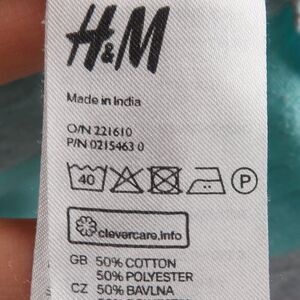 H&M
Made in India
O/N 221610
P/N 0215463 0
40 P
clevercare.info
GB 50% COTTON
50% POLYESTER
CZ 50% BAVLNA